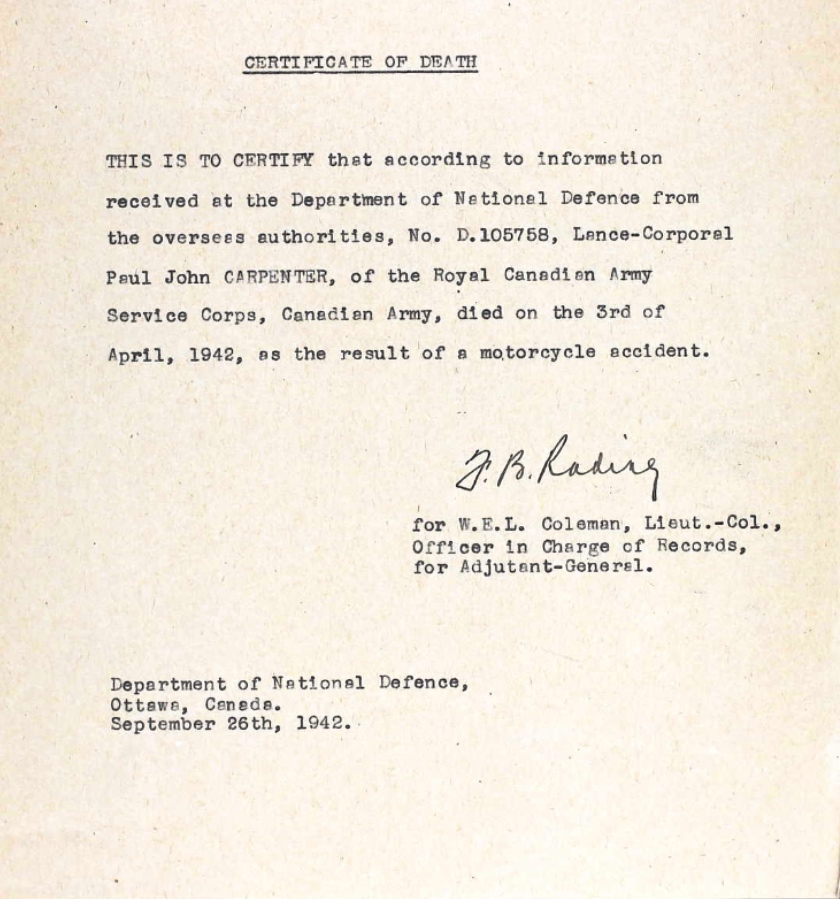 CERTIFICATE OF DEATH
THIS IS TO CERTIFY that according to information
received at the Department of National Defence from
the overseas authorities, No. D.105758, Lance-Corporal
Paul John CARPENTER, of the Royal Canadian Army
Service Corps, Canadian Army, died on the 3rd of
April, 1942, as the result of a motorcycle accident.
F. B.
for W.E.L. Coleman, Lieut.-Col.,
Officer in Charge of Records,
for Adjutant-General.
Department of National Defence,
Ottawa, Canada.
September 26th, 1942.